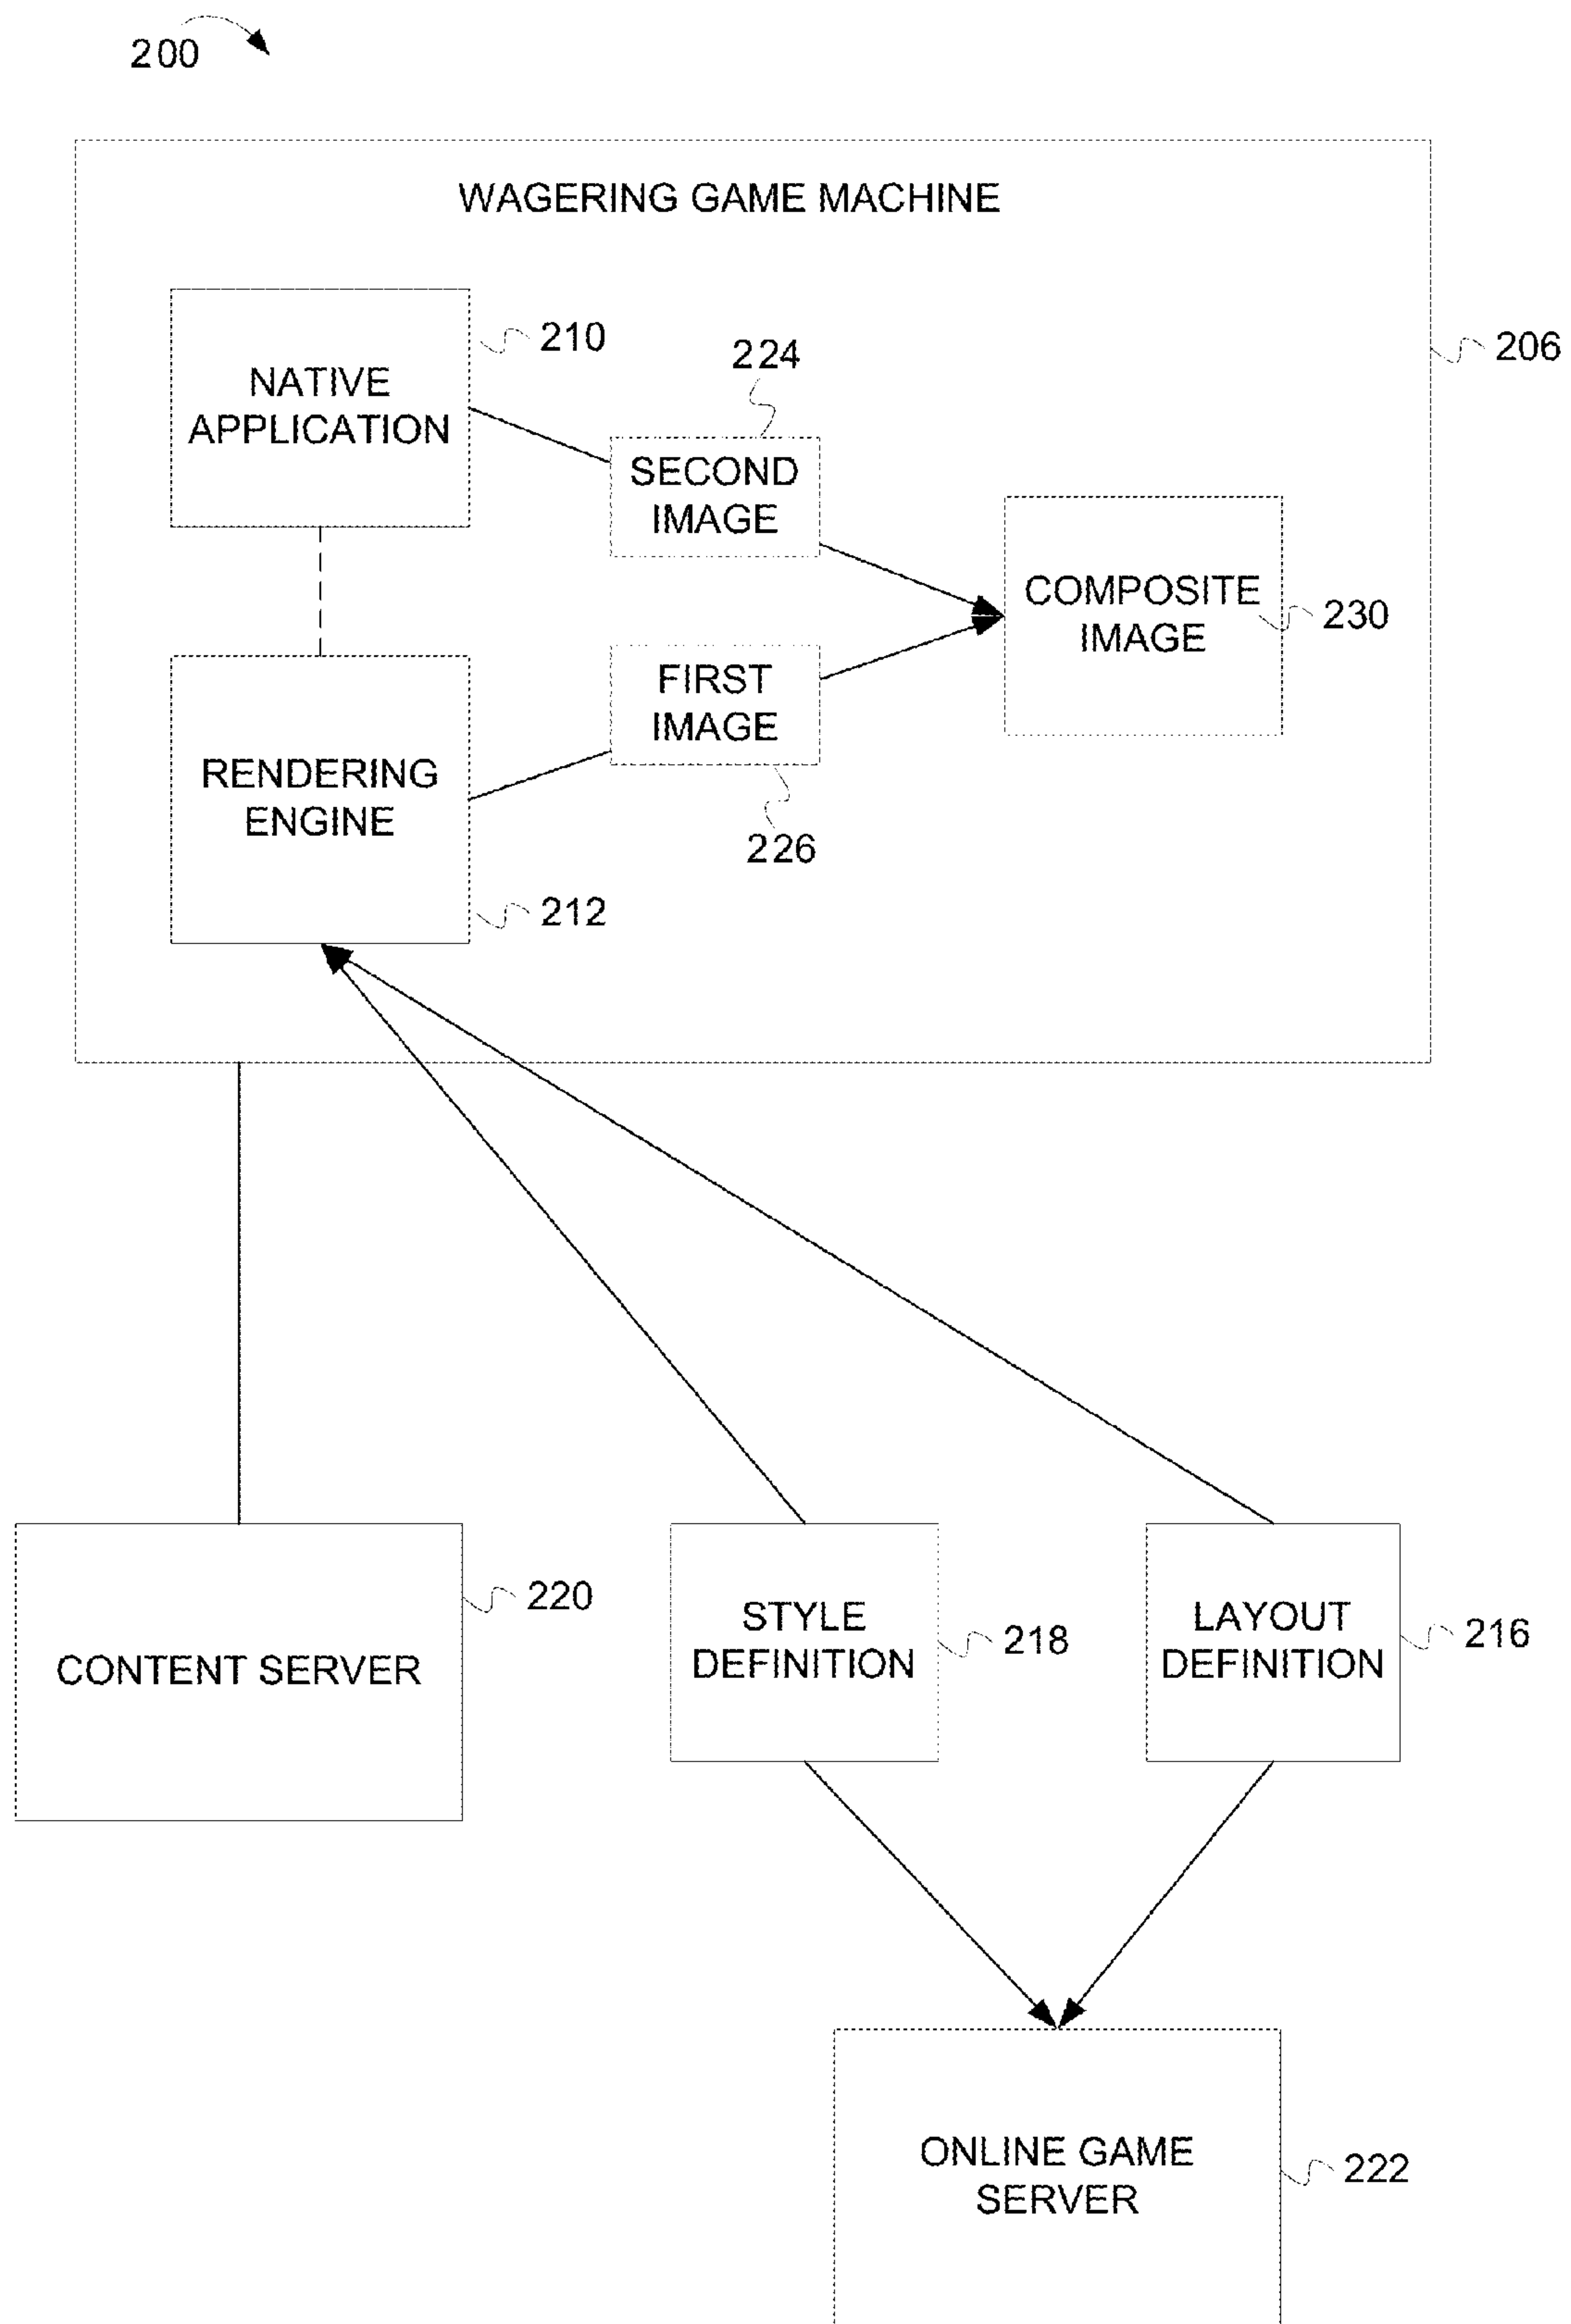 200
WAGERING GAME MACHINE
NATIVE
APPLICATION
210
224
206
SECOND
IMAGE
COMPOSITE
IMAGE
230
FIRST
IMAGE
226
RENDERING
ENGINE
212
CONTENT SERVER
220
STYLE
DEFINITION
218
LAYOUT
DEFINITION
216
ONLINE GAME
SERVER
222